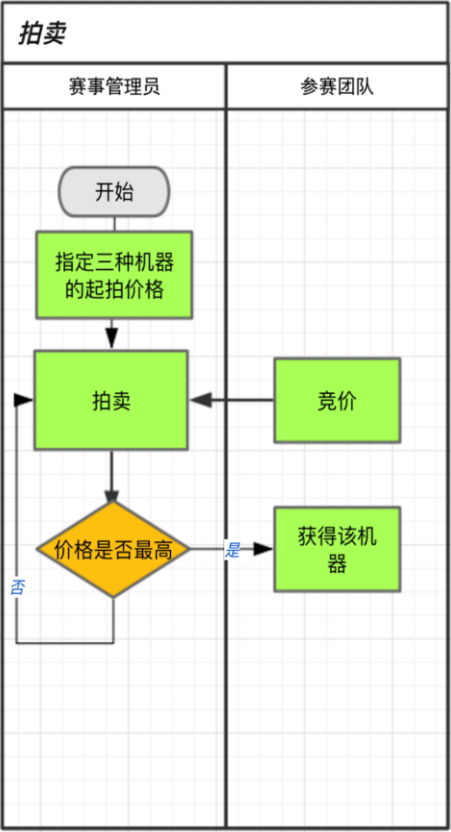 拍卖
赛事管理员
参赛团队
开始
指定三种机器
的起拍价格
拍卖
竞价
价格是否最高
是
获得该机
器
否